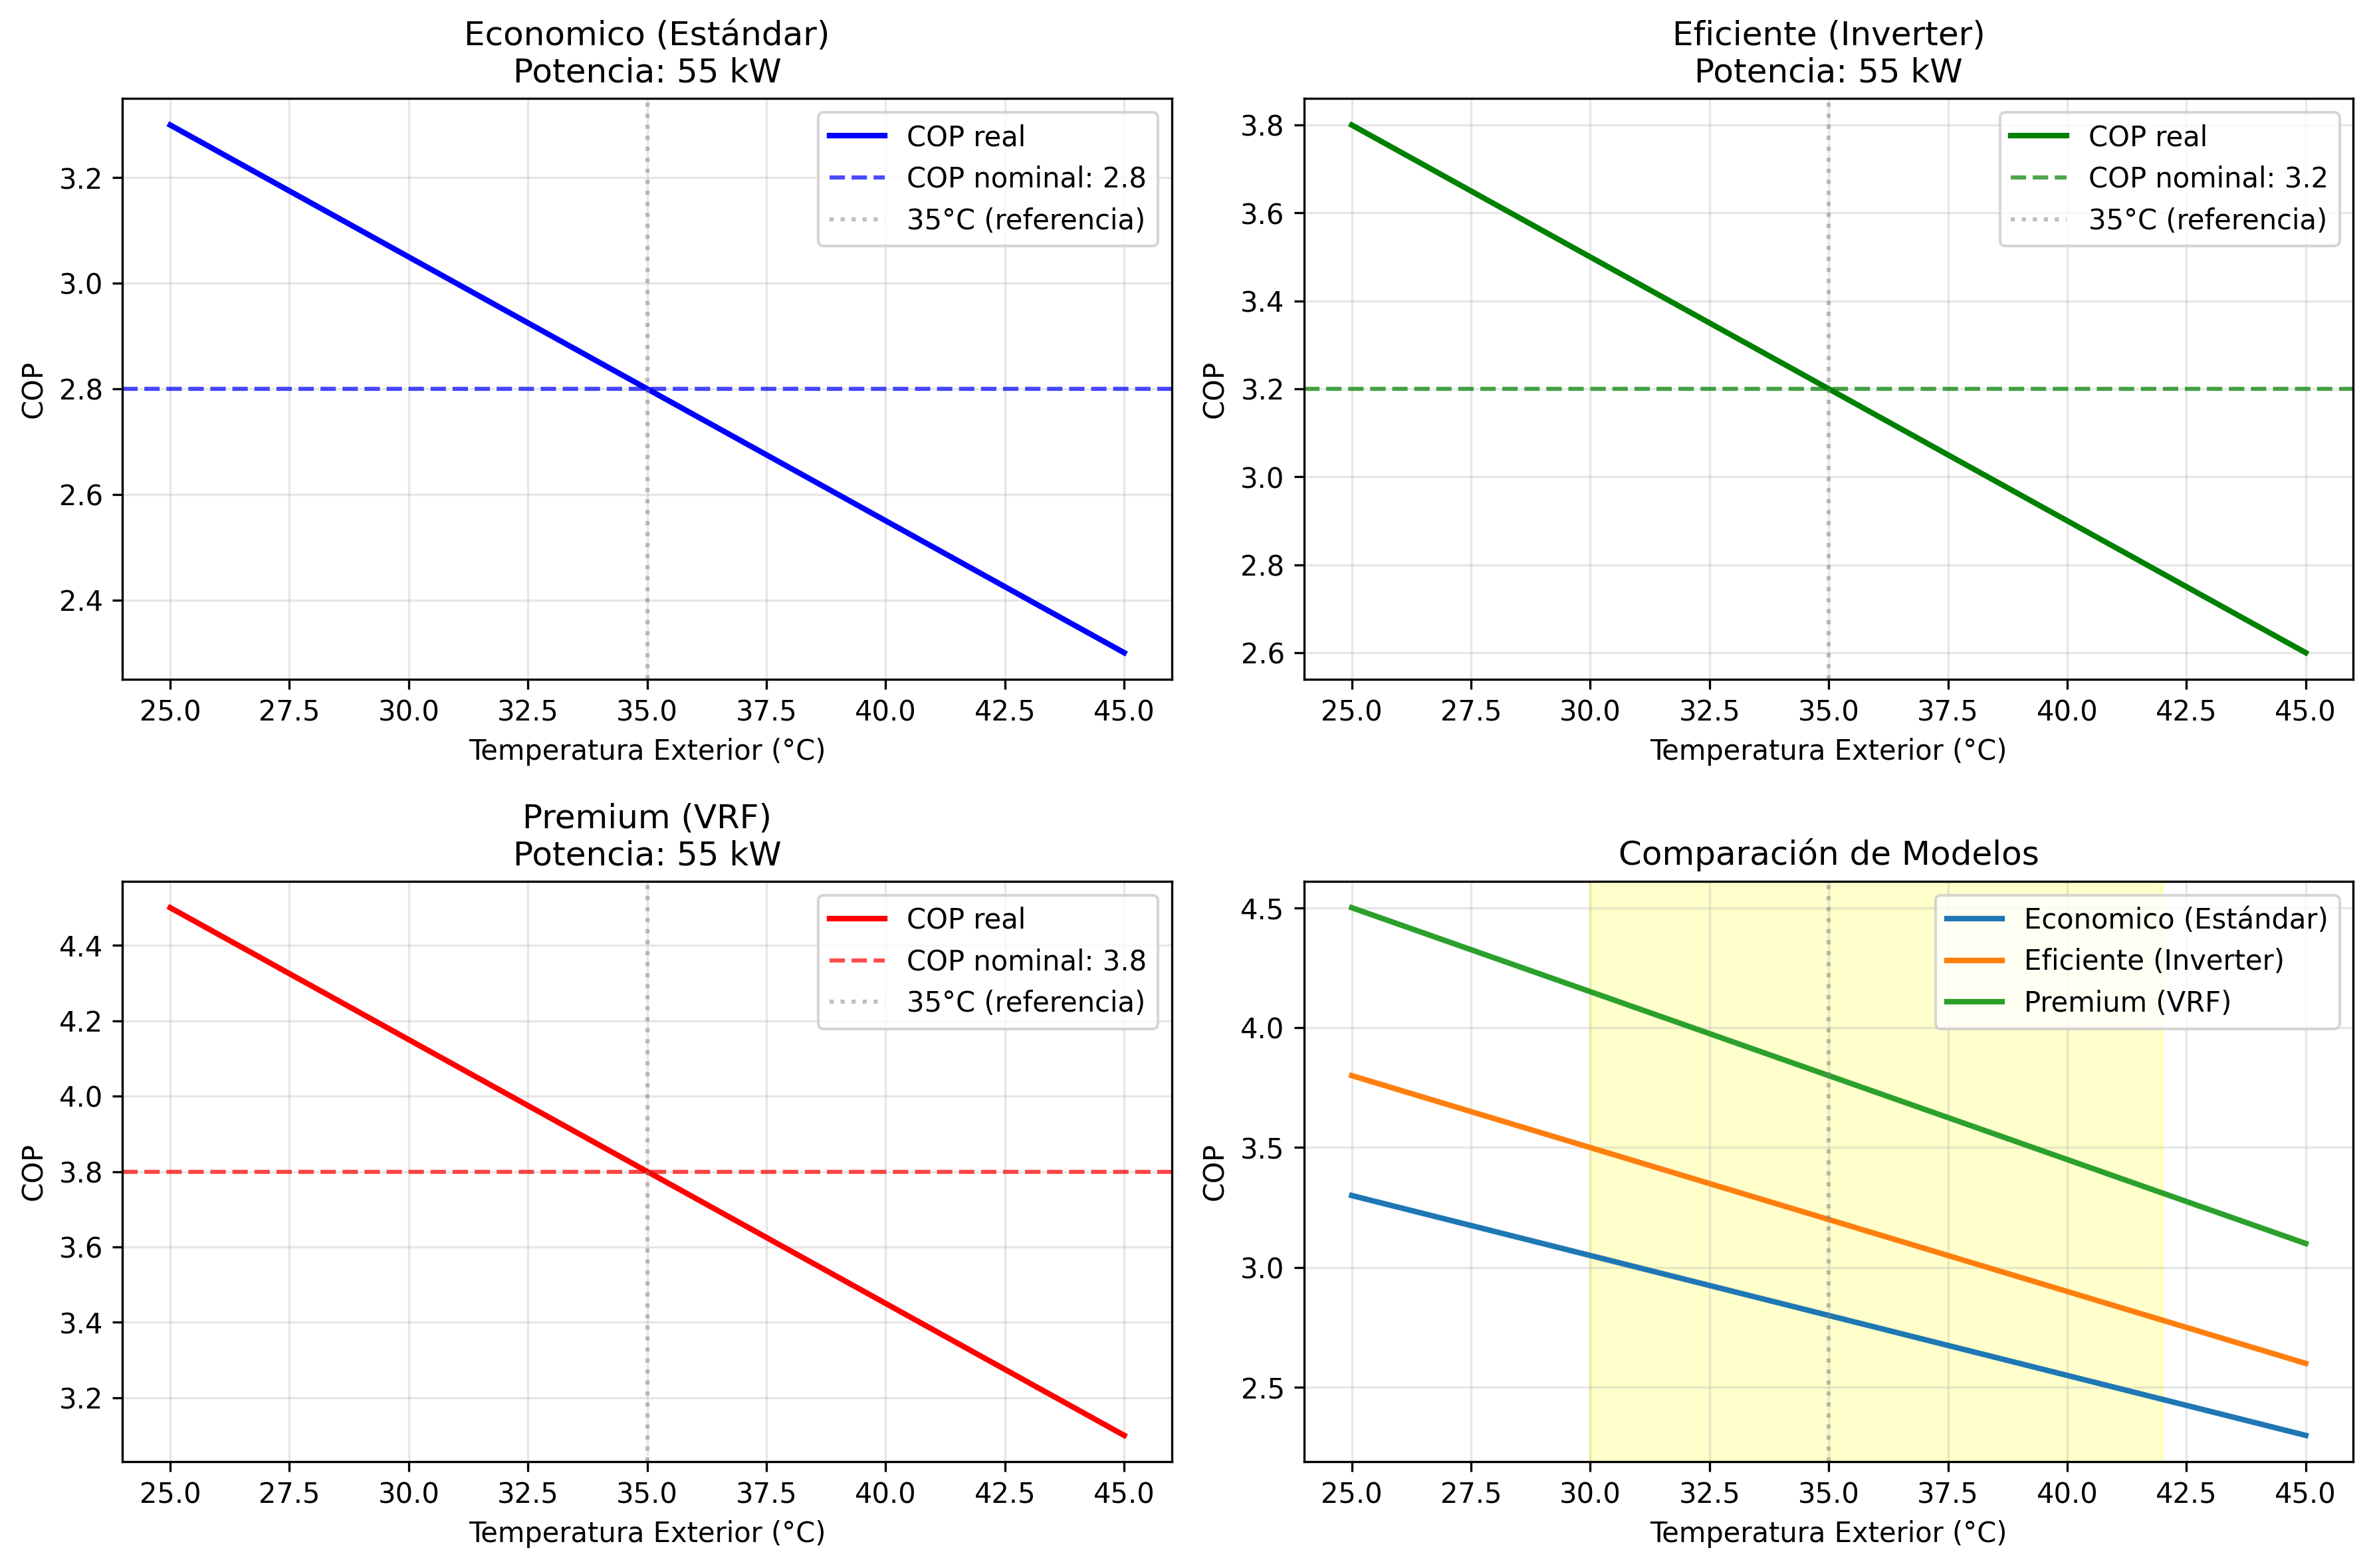 Economico (Estándar)
Potencia: 55 kW
COP real
COP nominal: 2.8
35°C (referencia)
3.2
3.0
2.8
2.6
2.4
COP
25.0 27.5 30.0 32.5 35.0 37.5 40.0 42.5 45.0
Temperatura Exterior (°C)
Eficiente (Inverter)
Potencia: 55 kW
COP real
COP nominal: 3.2
35°C (referencia)
3.8
3.6
3.4
3.2
3.0
2.8
2.6
COP
25.0 27.5 30.0 32.5 35.0 37.5 40.0 42.5 45.0
Temperatura Exterior (°C)
Premium (VRF)
Potencia: 55 kW
COP real
COP nominal: 3.8
35°C (referencia)
4.4
4.2
4.0
3.8
3.6
3.4
3.2
COP
25.0 27.5 30.0 32.5 35.0 37.5 40.0 42.5 45.0
Temperatura Exterior (°C)
Comparación de Modelos
Economico (Estándar)
Eficiente (Inverter)
Premium (VRF)
4.5
4.0
3.5
3.0
2.5
COP
25.0 27.5 30.0 32.5 35.0 37.5 40.0 42.5 45.0
Temperatura Exterior (°C)